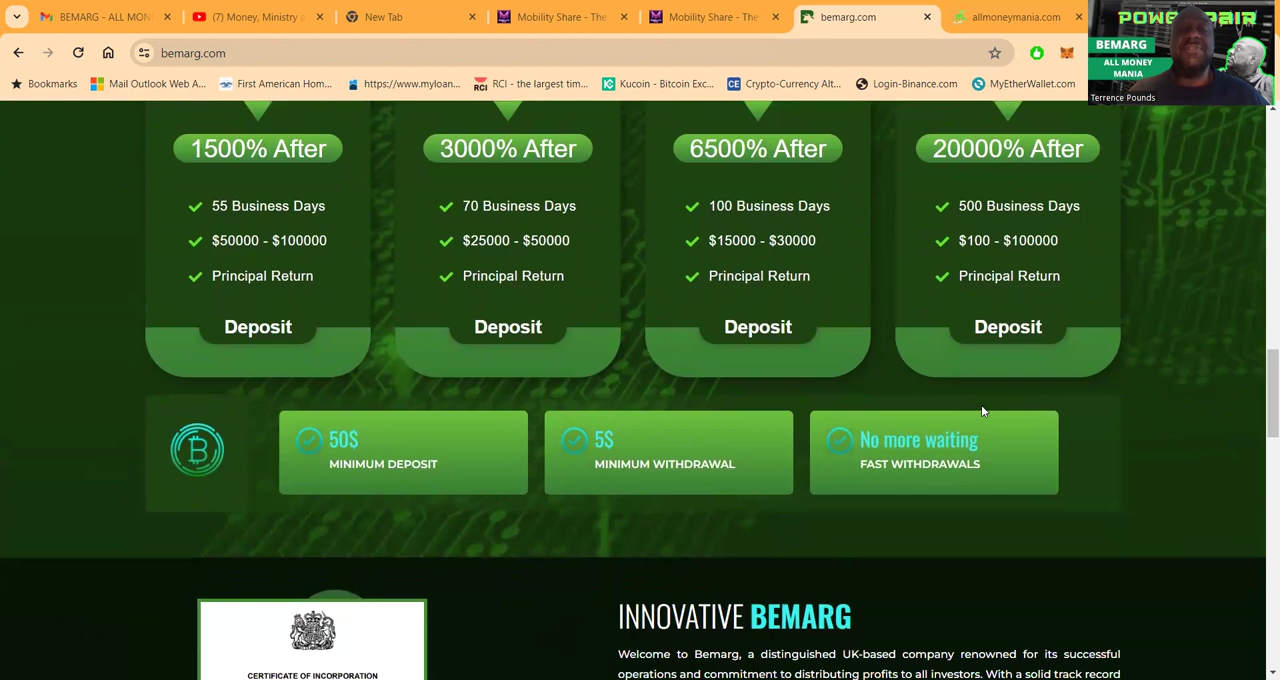 BEMARG - ALL MON
(7) Money, Ministry a
New Tab
Mobility Share - The
Mobility Share - The
bemarg.com
allmoneymania.com
bemarg.com
Bookmarks
Mail Outlook Web A...
First American Hom...
https://www.myloan...
RCI - the largest tim...
Kucoin - Bitcoin Exc...
Crypto-Currency Alt...
Login-Binance.com
MyEtherWallet.com
BEMARG
ALL MONEY
MANIA
Terrence Pounds
1500% After
3000% After
6500% After
20000% After
55 Business Days
70 Business Days
100 Business Days
500 Business Days
$50000 - $100000
$25000 - $50000
$15000 - $30000
$100 - $100000
Principal Return
Principal Return
Principal Return
Principal Return
Deposit
Deposit
Deposit
Deposit
50$
MINIMUM DEPOSIT
5$
MINIMUM WITHDRAWAL
No more waiting
FAST WITHDRAWALS
CERTIFICATE OF INCORPORATION
INNOVATIVE BEMARG
Welcome to Bemarg, a distinguished UK-based company renowned for its successful
operations and commitment to distributing profits to all investors. With a solid track record